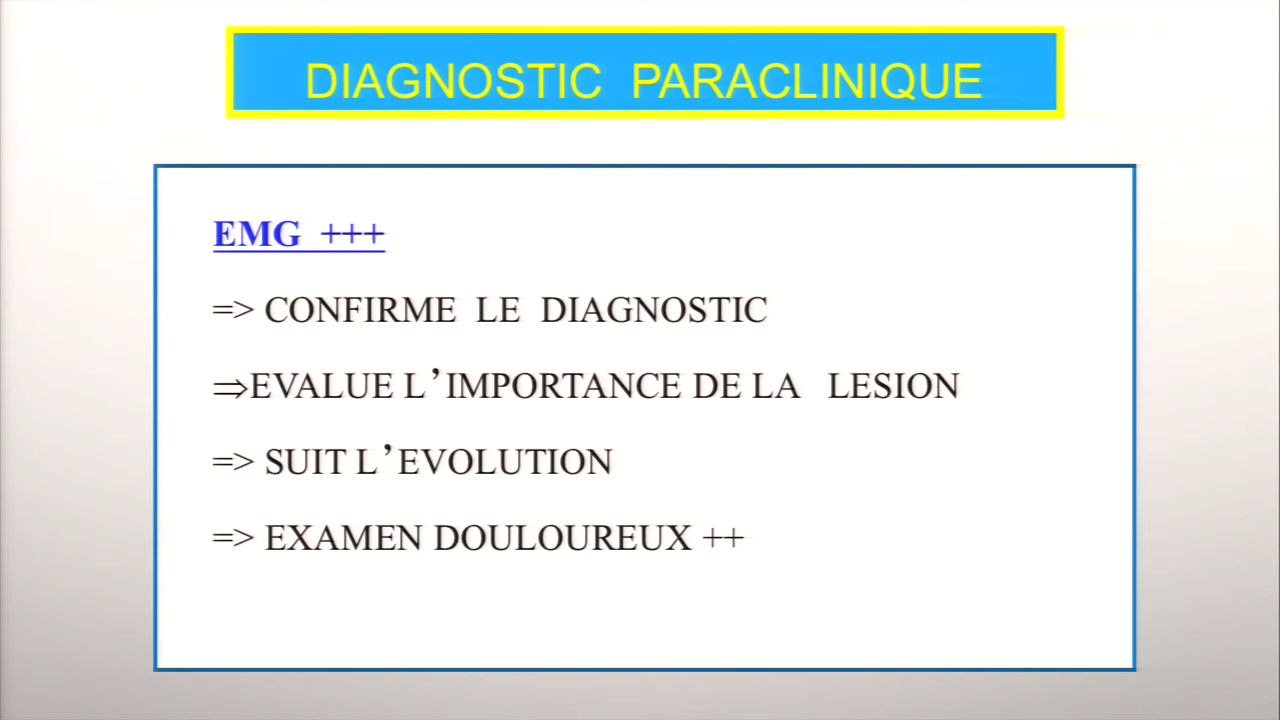 DIAGNOSTIC PARACLINIQUE
EMG +++
=> CONFIRME LE DIAGNOSTIC
⇒EVALUE L’IMPORTANCE DE LA LESION
=> SUIT L’EVOLUTION
=> EXAMEN DOULOUREUX ++